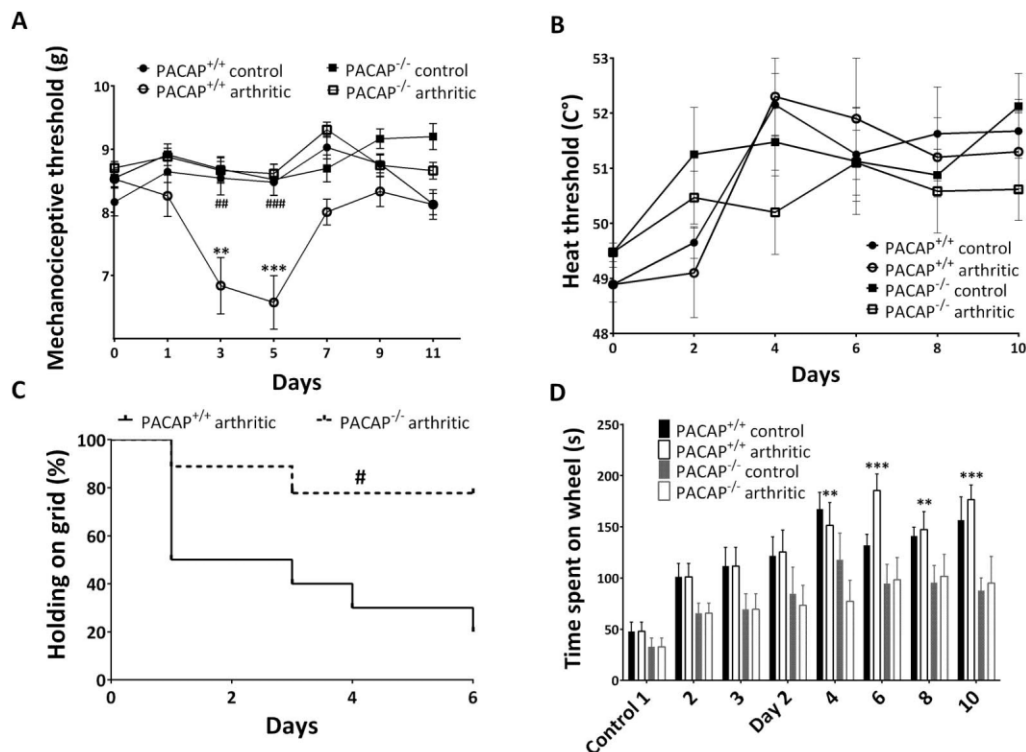 A
PACAP+/+ control
PACAP+/+ arthritic
PACAP-/- control
PACAP-/- arthritic
Mechanociceptive threshold (g)
10
9
8
7
## ###
** ***
0 1 3 5 7 9 11
Days
B
Heat threshold (C°)
53
52
51
50
49
48
PACAP+/+ control
PACAP+/+ arthritic
PACAP-/- control
PACAP-/- arthritic
0 2 4 6 8 10
Days
C
PACAP+/+ arthritic PACAP-/- arthritic
Holding on grid (%)
100
80
60
40
20
0
#
0 2 4 6
Days
D
PACAP+/+ control
PACAP+/+ arthritic
PACAP-/- control
PACAP-/- arthritic
Time spent on wheel (s)
250
200
150
100
50
0
** *** ** ***
Control 1 2 3 Day 2 4 6 8 10